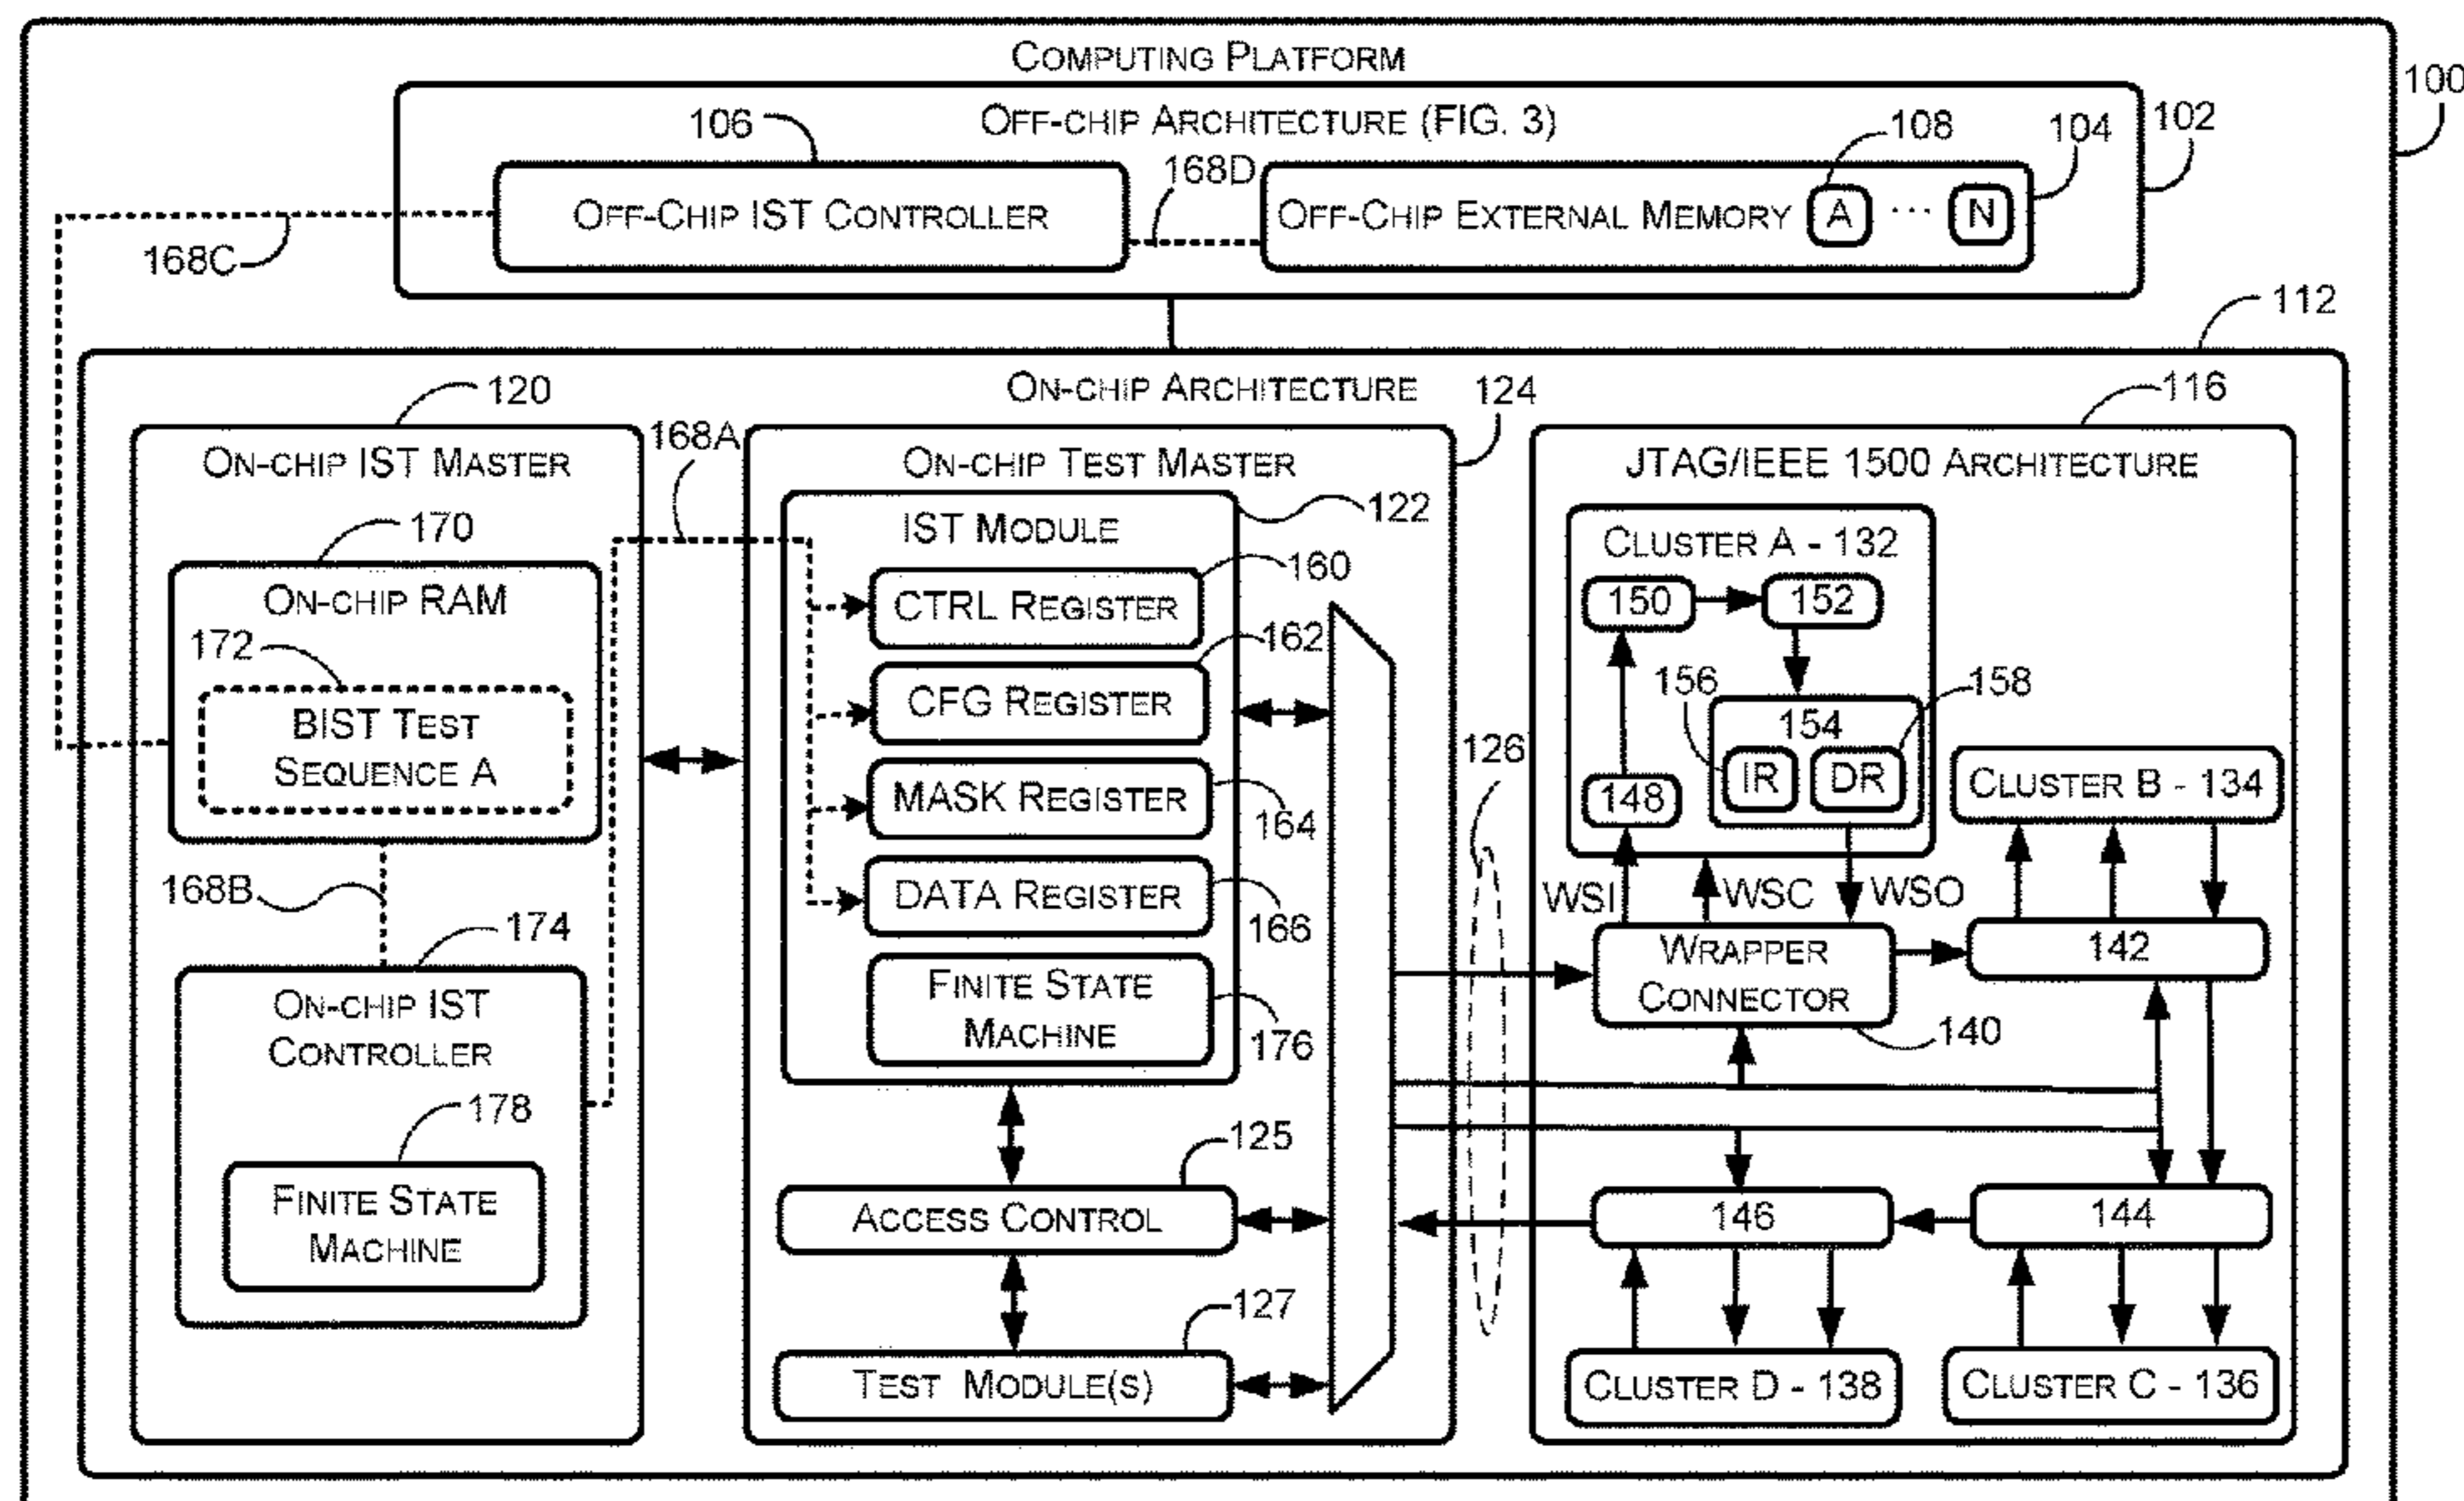 COMPUTING PLATFORM
100
OFF-CHIP ARCHITECTURE (FIG. 3)
106
108
104
102
168D
OFF-CHIP IST CONTROLLER
OFF-CHIP EXTERNAL MEMORY
A
...
N
168C
112
ON-CHIP ARCHITECTURE
120
124
116
168A
ON-CHIP IST MASTER
170
ON-CHIP RAM
172
BIST TEST
SEQUENCE A
168B
174
ON-CHIP IST
CONTROLLER
178
FINITE STATE
MACHINE
ON-CHIP TEST MASTER
IST MODULE
122
CTRL REGISTER
160
CFG REGISTER
162
MASK REGISTER
164
DATA REGISTER
166
FINITE STATE
MACHINE
176
ACCESS CONTROL
125
TEST MODULE(S)
127
126
JTAG/IEEE 1500 ARCHITECTURE
CLUSTER A - 132
150
152
156
154
158
IR
DR
148
CLUSTER B - 134
WSI
WSC
WSO
WRAPPER
CONNECTOR
142
140
146
144
CLUSTER D - 138
CLUSTER C - 136